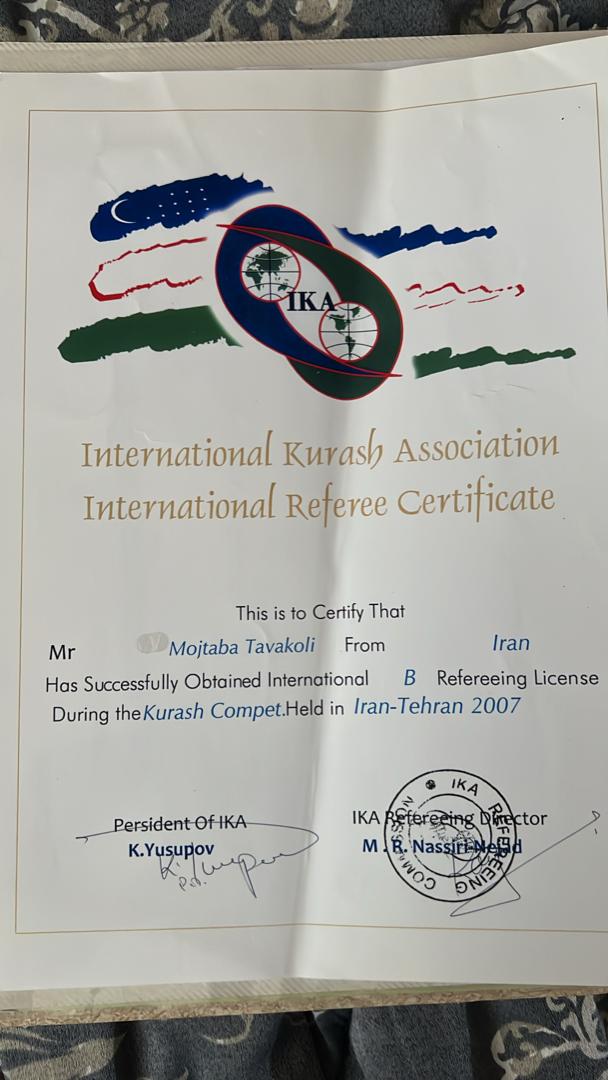 IKA
International Kurash Association
International Referee Certificate
This is to Certify That
Mr Mojtaba Tavakoli From Iran
Has Successfully Obtained International B Refereeing License
During the Kurash Compet. Held in Iran-Tehran 2007
Persident Of IKA
K.Yusupov
IKA Refereeing Director
M . R. Nassiri-Nejad
IKA REFEREEING COMMISSION